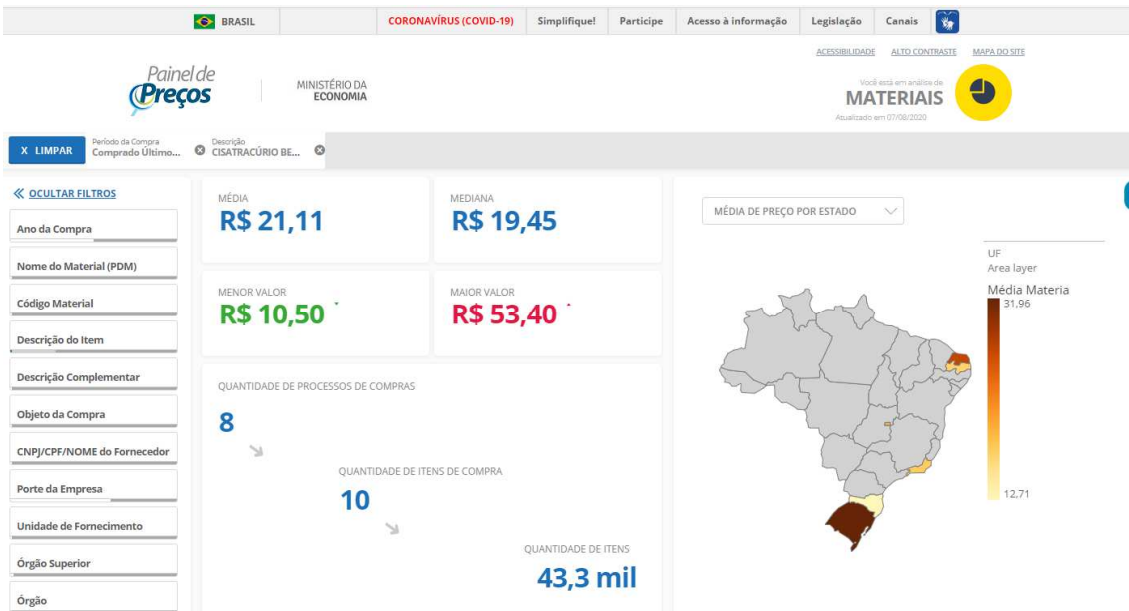 BRASIL
CORONAVÍRUS (COVID-19)
Simplifique!
Participe
Acesso à informação
Legislação
Canais
ACESSIBILIDADE
ALTO CONTRASTE
MAPA DO SITE
Painel de
Preços
MINISTÉRIO DA
ECONOMIA
Você está em análise de
MATERIAIS
Atualizado em 07/08/2020
X LIMPAR
Período da Compra
Comprado Último...
Descrição
CISATRACÚRIO BE...
OCULTAR FILTROS
Ano da Compra
Nome do Material (PDM)
Código Material
Descrição do Item
Descrição Complementar
Objeto da Compra
CNPJ/CPF/NOME do Fornecedor
Porte da Empresa
Unidade de Fornecimento
Órgão Superior
Órgão
MÉDIA
R$ 21,11
MEDIANA
R$ 19,45
MENOR VALOR
R$ 10,50
MAIOR VALOR
R$ 53,40
QUANTIDADE DE PROCESSOS DE COMPRAS
8
QUANTIDADE DE ITENS DE COMPRA
10
QUANTIDADE DE ITENS
43,3 mil
MÉDIA DE PREÇO POR ESTADO
UF
Area layer
Média Materia
31,96
12,71